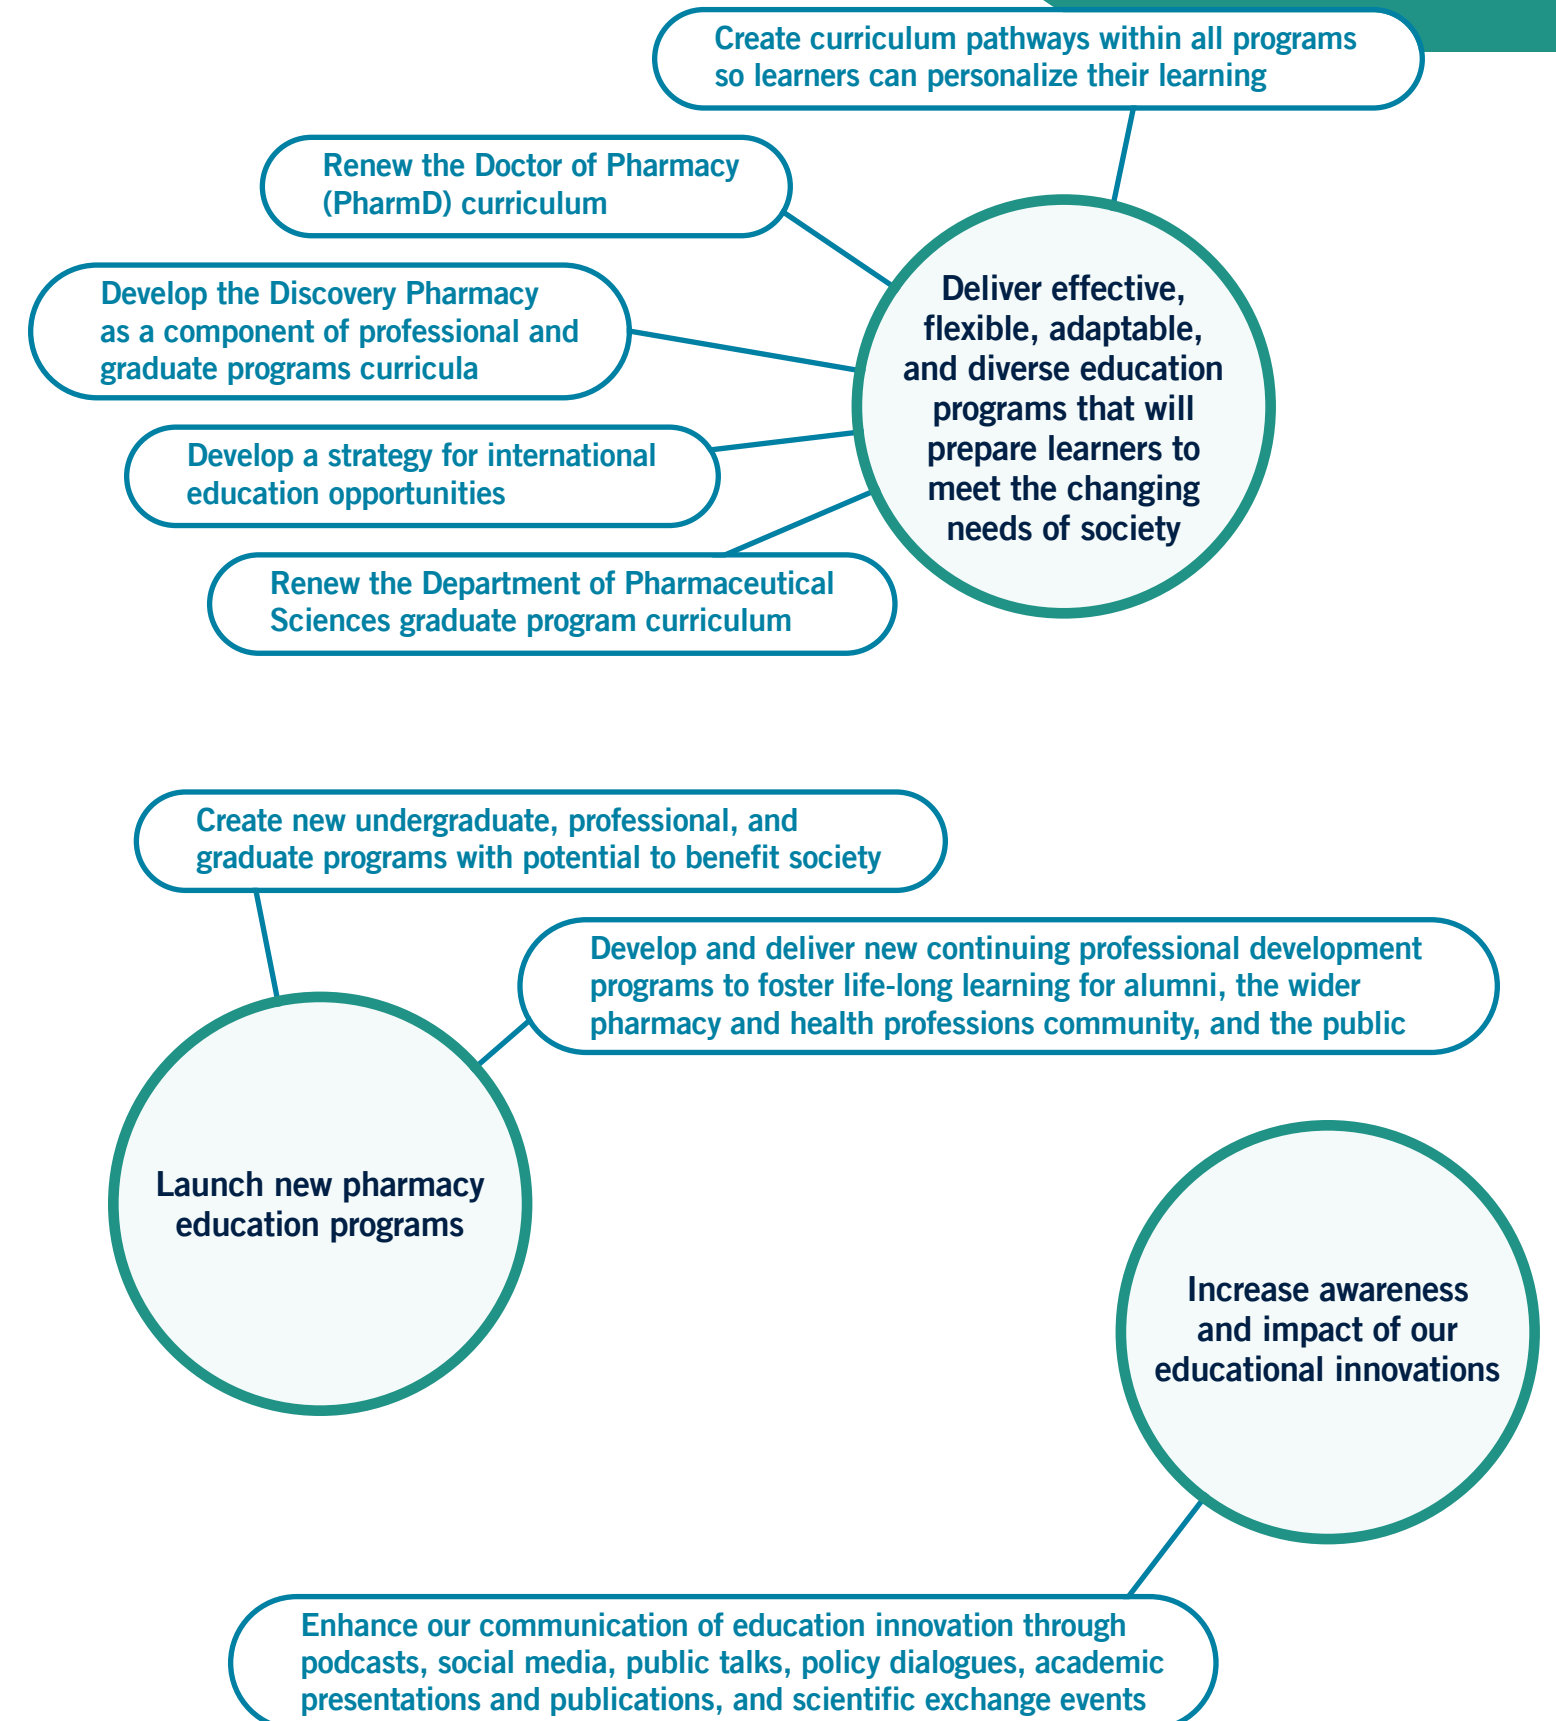 Create curriculum pathways within all programs
so learners can personalize their learning
Renew the Doctor of Pharmacy
(PharmD) curriculum
Develop the Discovery Pharmacy
as a component of professional and
graduate programs curricula
Develop a strategy for international
education opportunities
Renew the Department of Pharmaceutical
Sciences graduate program curriculum
Deliver effective,
flexible, adaptable,
and diverse education
programs that will
prepare learners to
meet the changing
needs of society
Create new undergraduate, professional, and
graduate programs with potential to benefit society
Develop and deliver new continuing professional development
programs to foster life-long learning for alumni, the wider
pharmacy and health professions community, and the public
Launch new pharmacy
education programs
Increase awareness
and impact of our
educational innovations
Enhance our communication of education innovation through
podcasts, social media, public talks, policy dialogues, academic
presentations and publications, and scientific exchange events